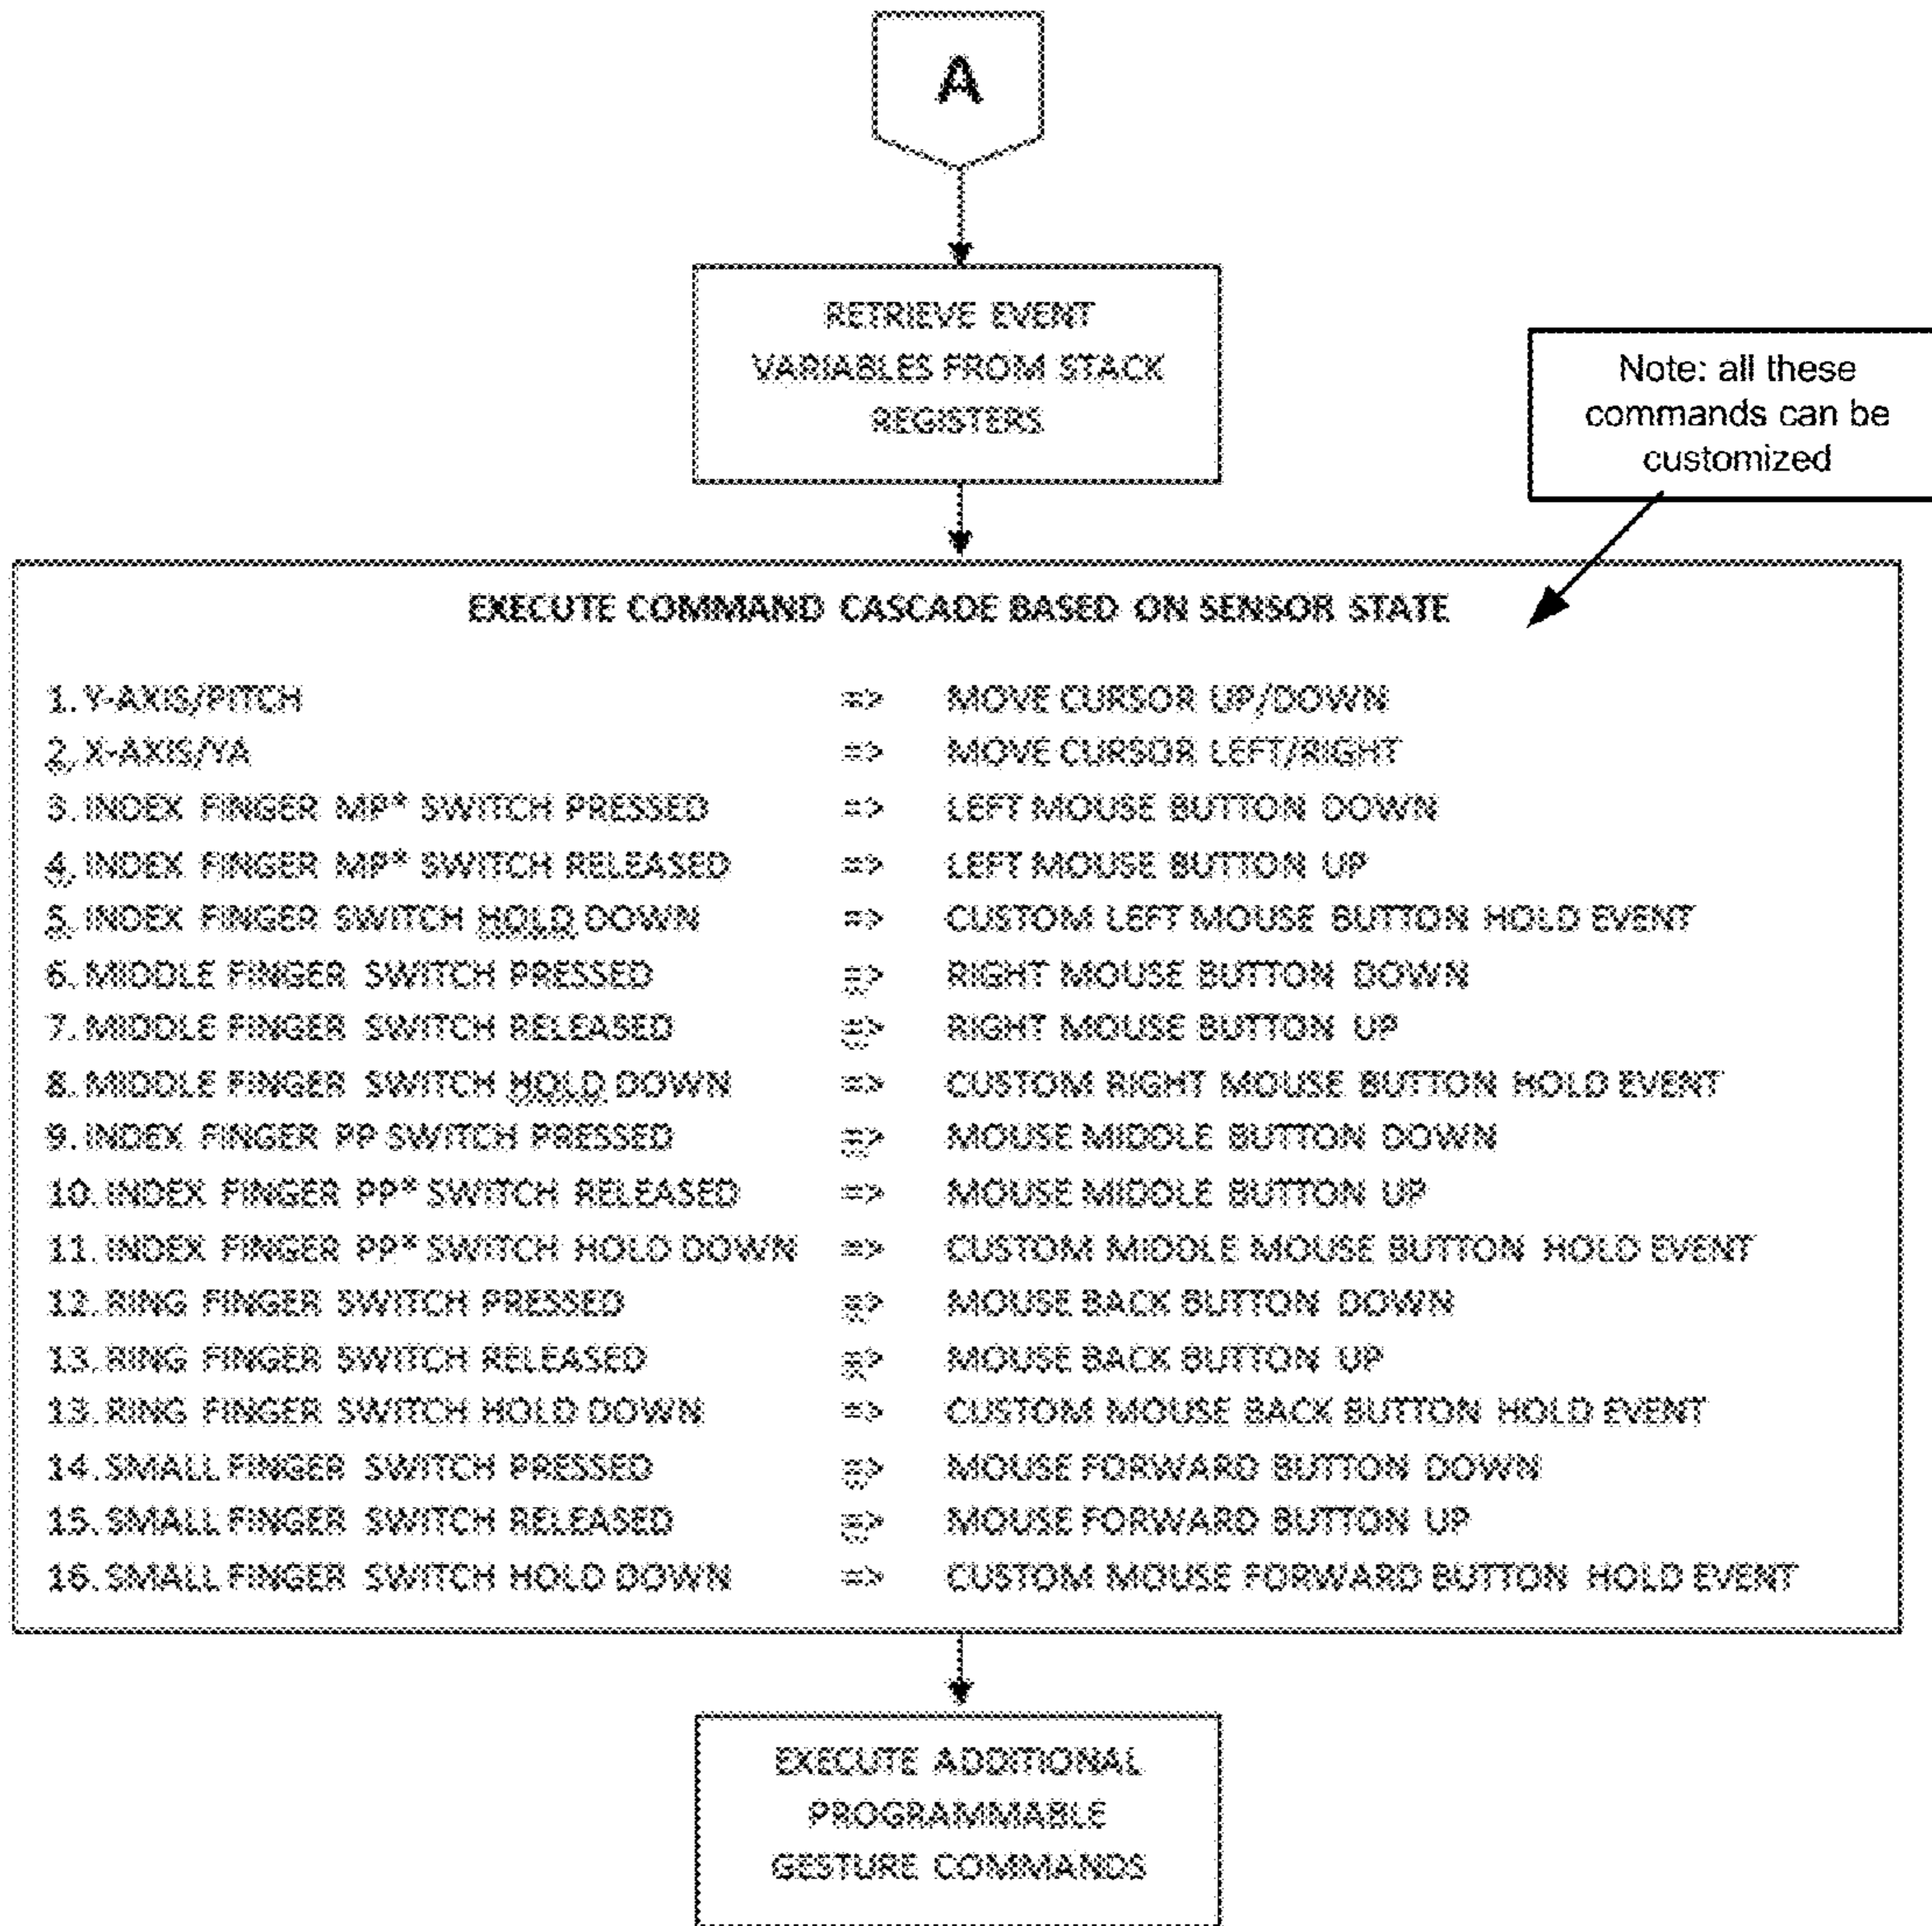 A
RETRIEVE EVENT
VARIABLES FROM STACK
REGISTERS
Note: all these
commands can be
customized
EXECUTE COMMAND CASCADE BASED ON SENSOR STATE
1. Y-AXIS/PITCH => MOVE CURSOR UP/DOWN
2. X-AXIS/YA => MOVE CURSOR LEFT/RIGHT
3. INDEX FINGER MP* SWITCH PRESSED => LEFT MOUSE BUTTON DOWN
4. INDEX FINGER MP* SWITCH RELEASED => LEFT MOUSE BUTTON UP
5. INDEX FINGER SWITCH HOLD DOWN => CUSTOM LEFT MOUSE BUTTON HOLD EVENT
6. MIDDLE FINGER SWITCH PRESSED => RIGHT MOUSE BUTTON DOWN
7. MIDDLE FINGER SWITCH RELEASED => RIGHT MOUSE BUTTON UP
8. MIDDLE FINGER SWITCH HOLD DOWN => CUSTOM RIGHT MOUSE BUTTON HOLD EVENT
9. INDEX FINGER PP SWITCH PRESSED => MOUSE MIDDLE BUTTON DOWN
10. INDEX FINGER PP* SWITCH RELEASED => MOUSE MIDDLE BUTTON UP
11. INDEX FINGER PP* SWITCH HOLD DOWN => CUSTOM MIDDLE MOUSE BUTTON HOLD EVENT
12. RING FINGER SWITCH PRESSED => MOUSE BACK BUTTON DOWN
13. RING FINGER SWITCH RELEASED => MOUSE BACK BUTTON UP
13. RING FINGER SWITCH HOLD DOWN => CUSTOM MOUSE BACK BUTTON HOLD EVENT
14. SMALL FINGER SWITCH PRESSED => MOUSE FORWARD BUTTON DOWN
15. SMALL FINGER SWITCH RELEASED => MOUSE FORWARD BUTTON UP
16. SMALL FINGER SWITCH HOLD DOWN => CUSTOM MOUSE FORWARD BUTTON HOLD EVENT
EXECUTE ADDITIONAL
PROGRAMMABLE
GESTURE COMMANDS